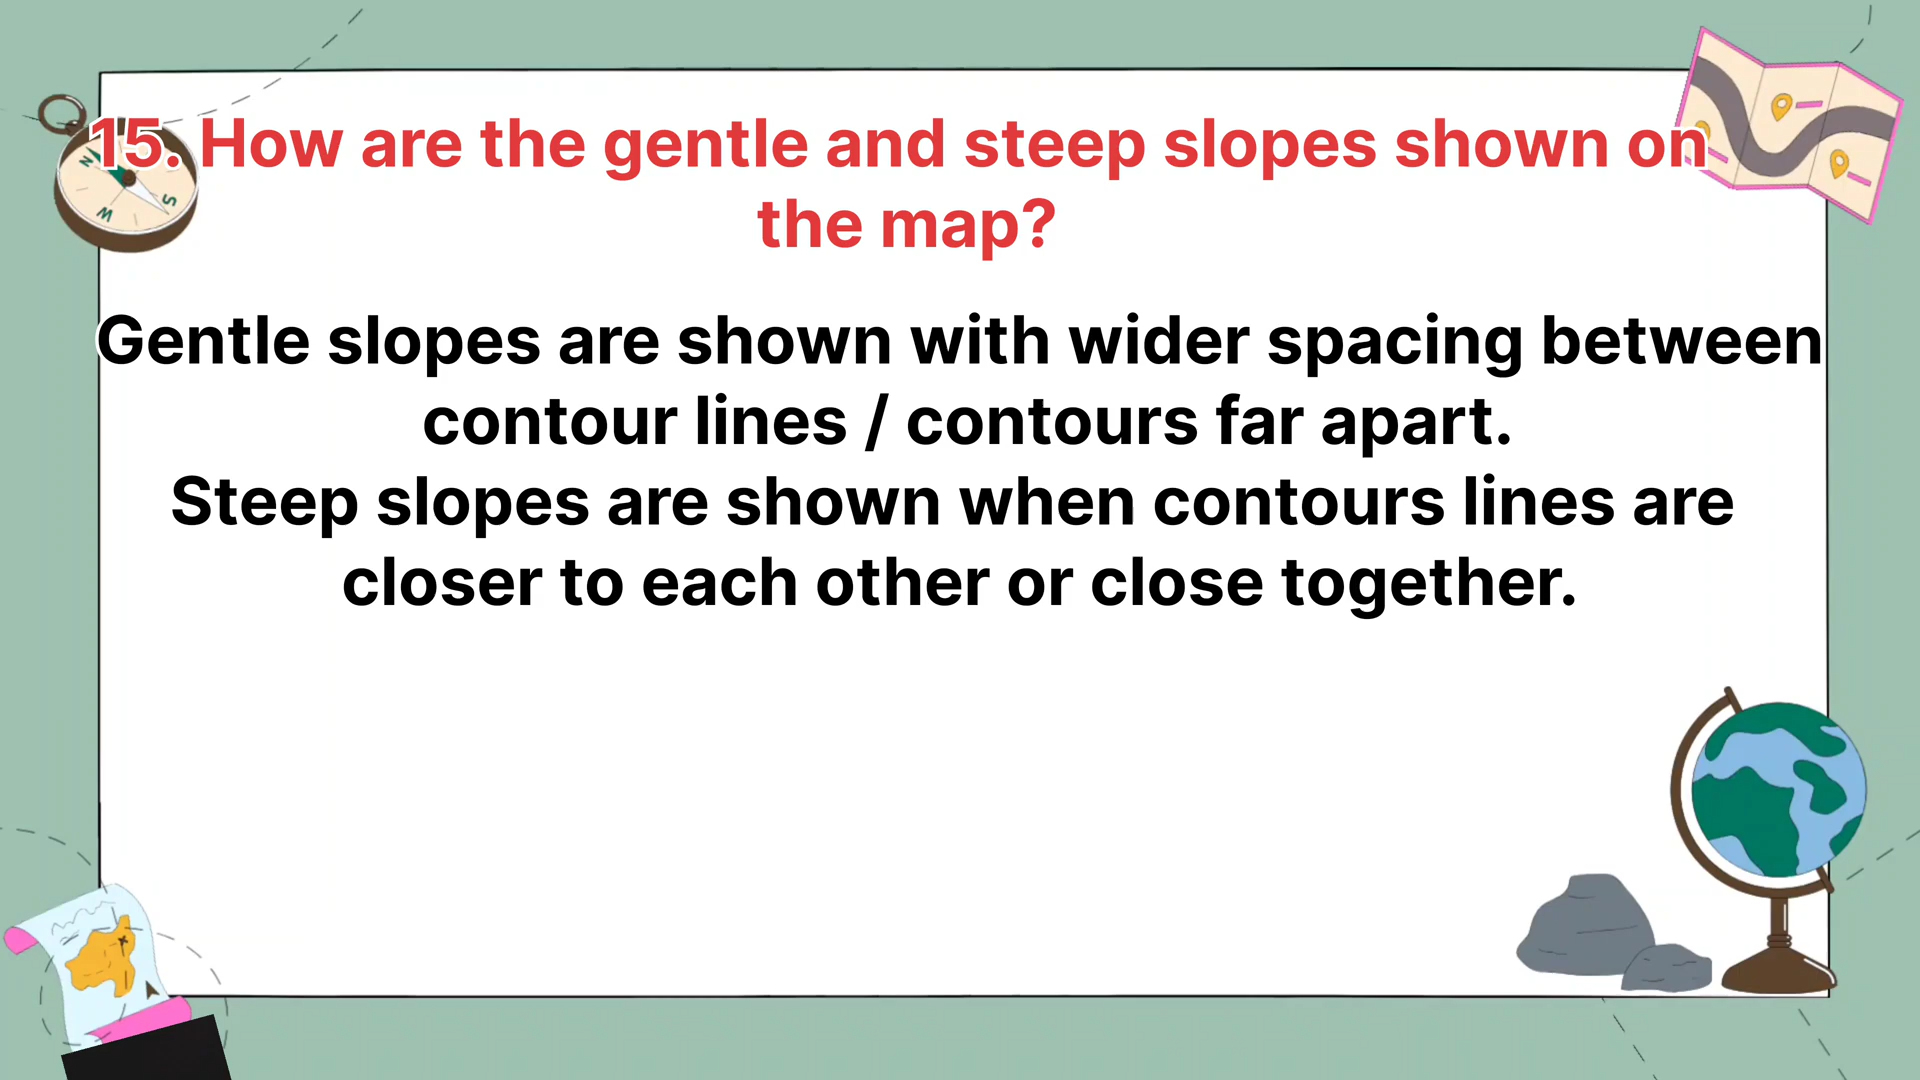 15. How are the gentle and steep slopes shown on
the map?
Gentle slopes are shown with wider spacing between
contour lines / contours far apart.
Steep slopes are shown when contours lines are
closer to each other or close together.
N
S
W